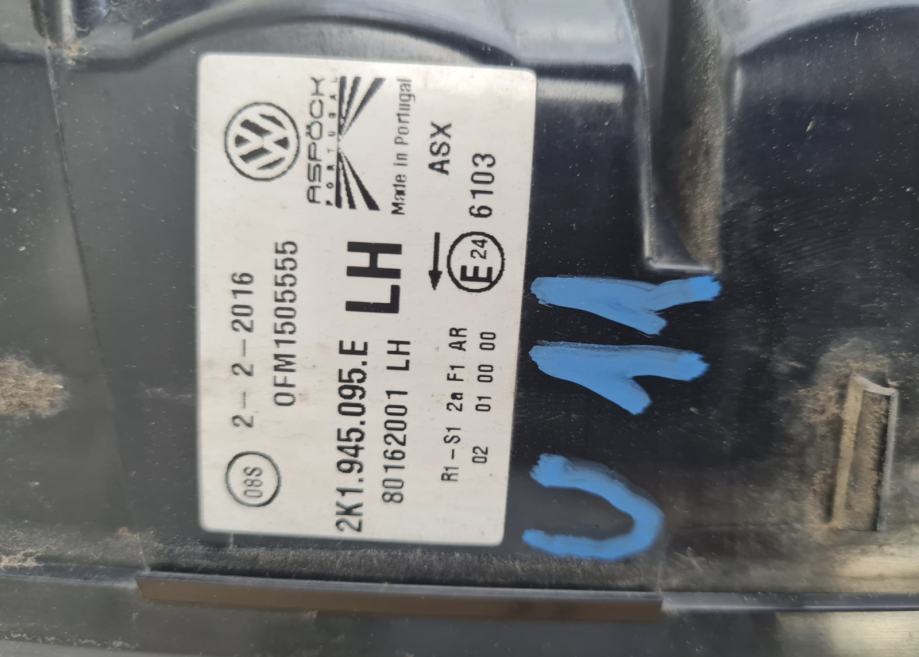 08S 2-2-2016
OFM1505555
ASPÖCK
PORTUGAL
2K1.945.095.E LH
80162001 LH
Made in Portugal
R1-S1 2a F1 AR
02 01 00 00
ASX
E24 6103
U11